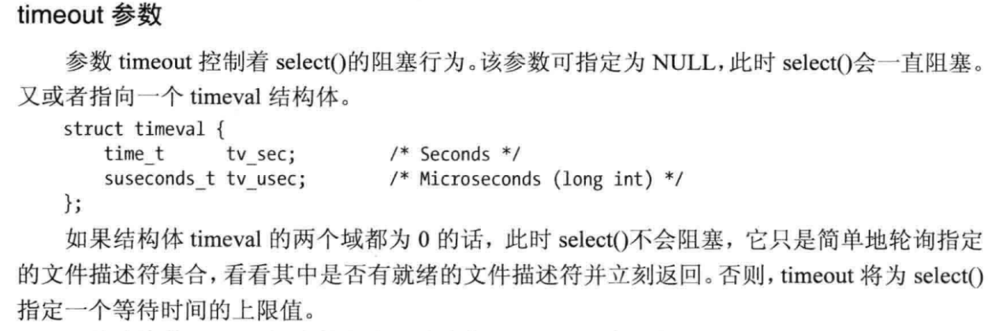 timeout 参数
参数 timeout 控制着 select()的阻塞行为。该参数可指定为 NULL，此时 select()会一直阻塞。
又或者指向一个 timeval 结构体。
struct timeval {
    time_t      tv_sec;         /* Seconds */
    suseconds_t tv_usec;        /* Microseconds (long int) */
};
如果结构体 timeval 的两个域都为 0 的话，此时 select()不会阻塞，它只是简单地轮询指定
的文件描述符集合，看看其中是否有就绪的文件描述符并立刻返回。否则，timeout 将为 select()
指定一个等待时间的上限值。